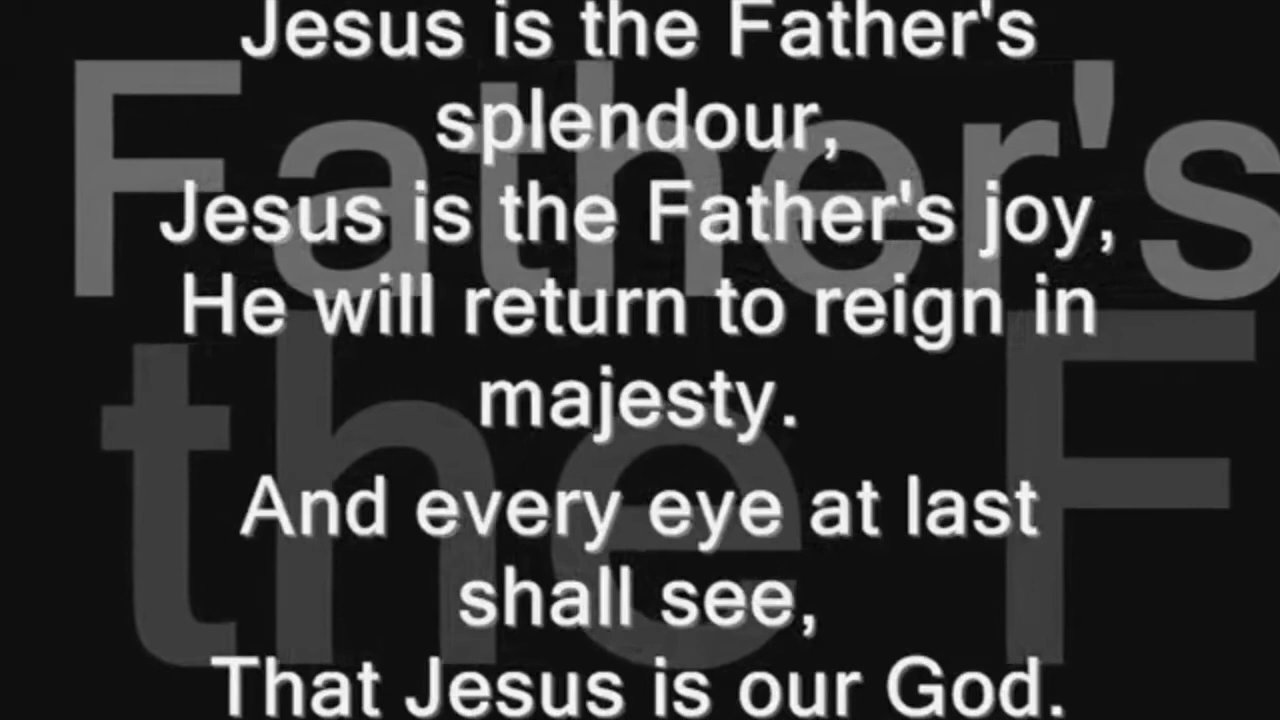 Jesus is the Father's
splendour,
Jesus is the Father's joy,
He will return to reign in
majesty.
And every eye at last
shall see,
That Jesus is our God.
Father's
the F